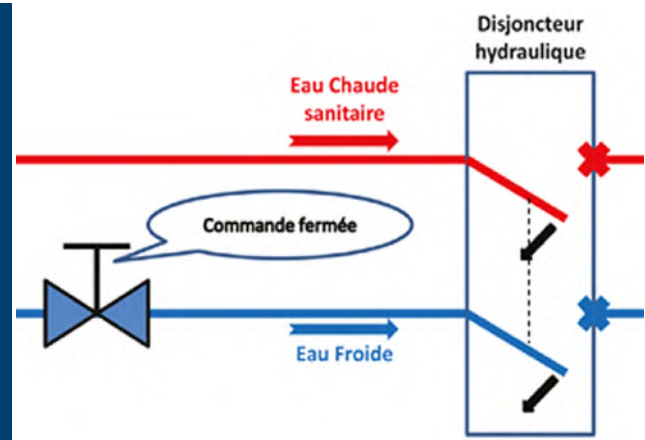 Disjoncteur
hydraulique
Eau Chaude
sanitaire
Commande fermée
Eau Froide